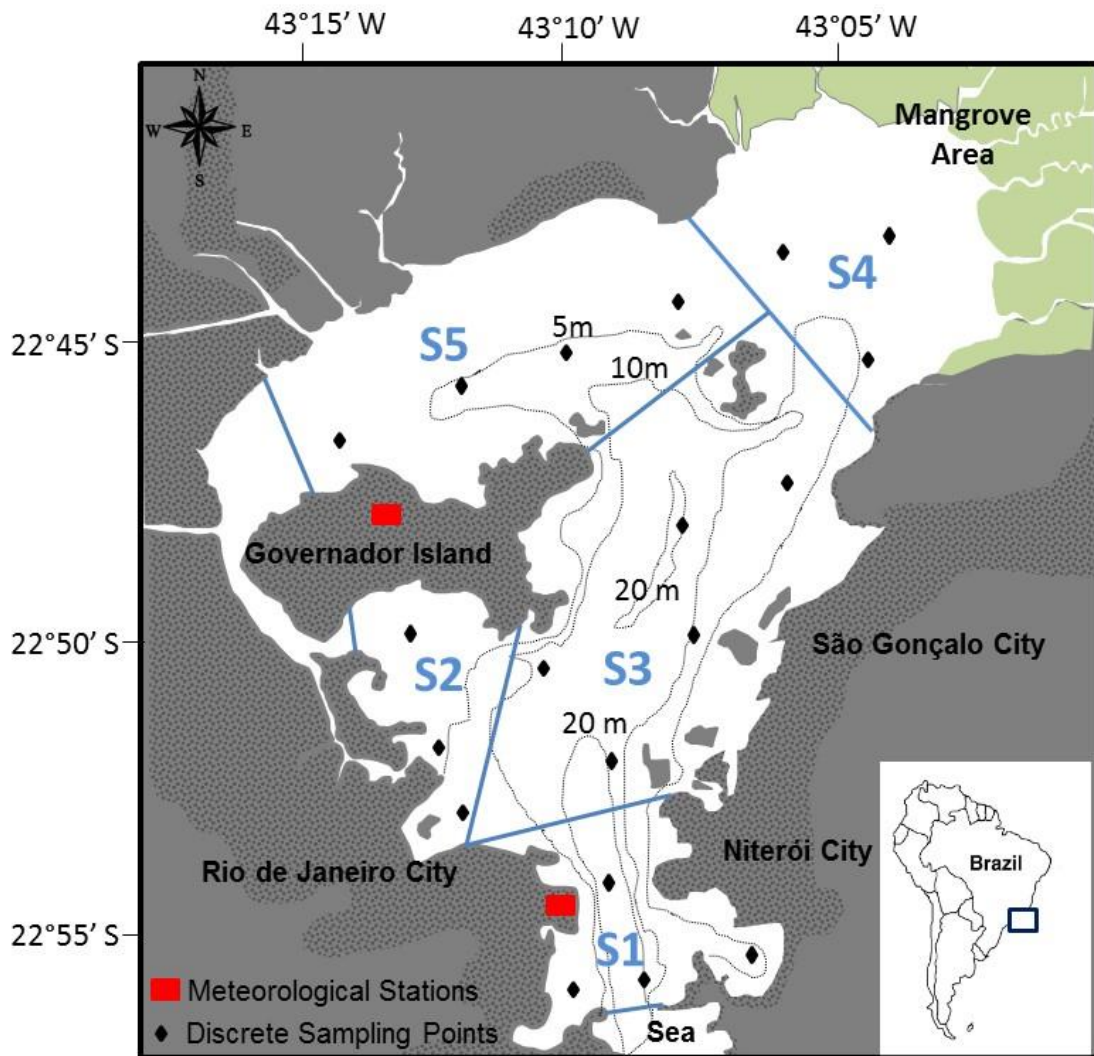 43°15’ W
43°10’ W
43°05’ W
N
W
E
S
Mangrove
Area
S4
22°45’ S
S5
5m
10m
Governador Island
20 m
22°50’ S
S2
S3
São Gonçalo City
20 m
Rio de Janeiro City
Niterói City
Brazil
22°55’ S
S1
Meteorological Stations
Discrete Sampling Points
Sea